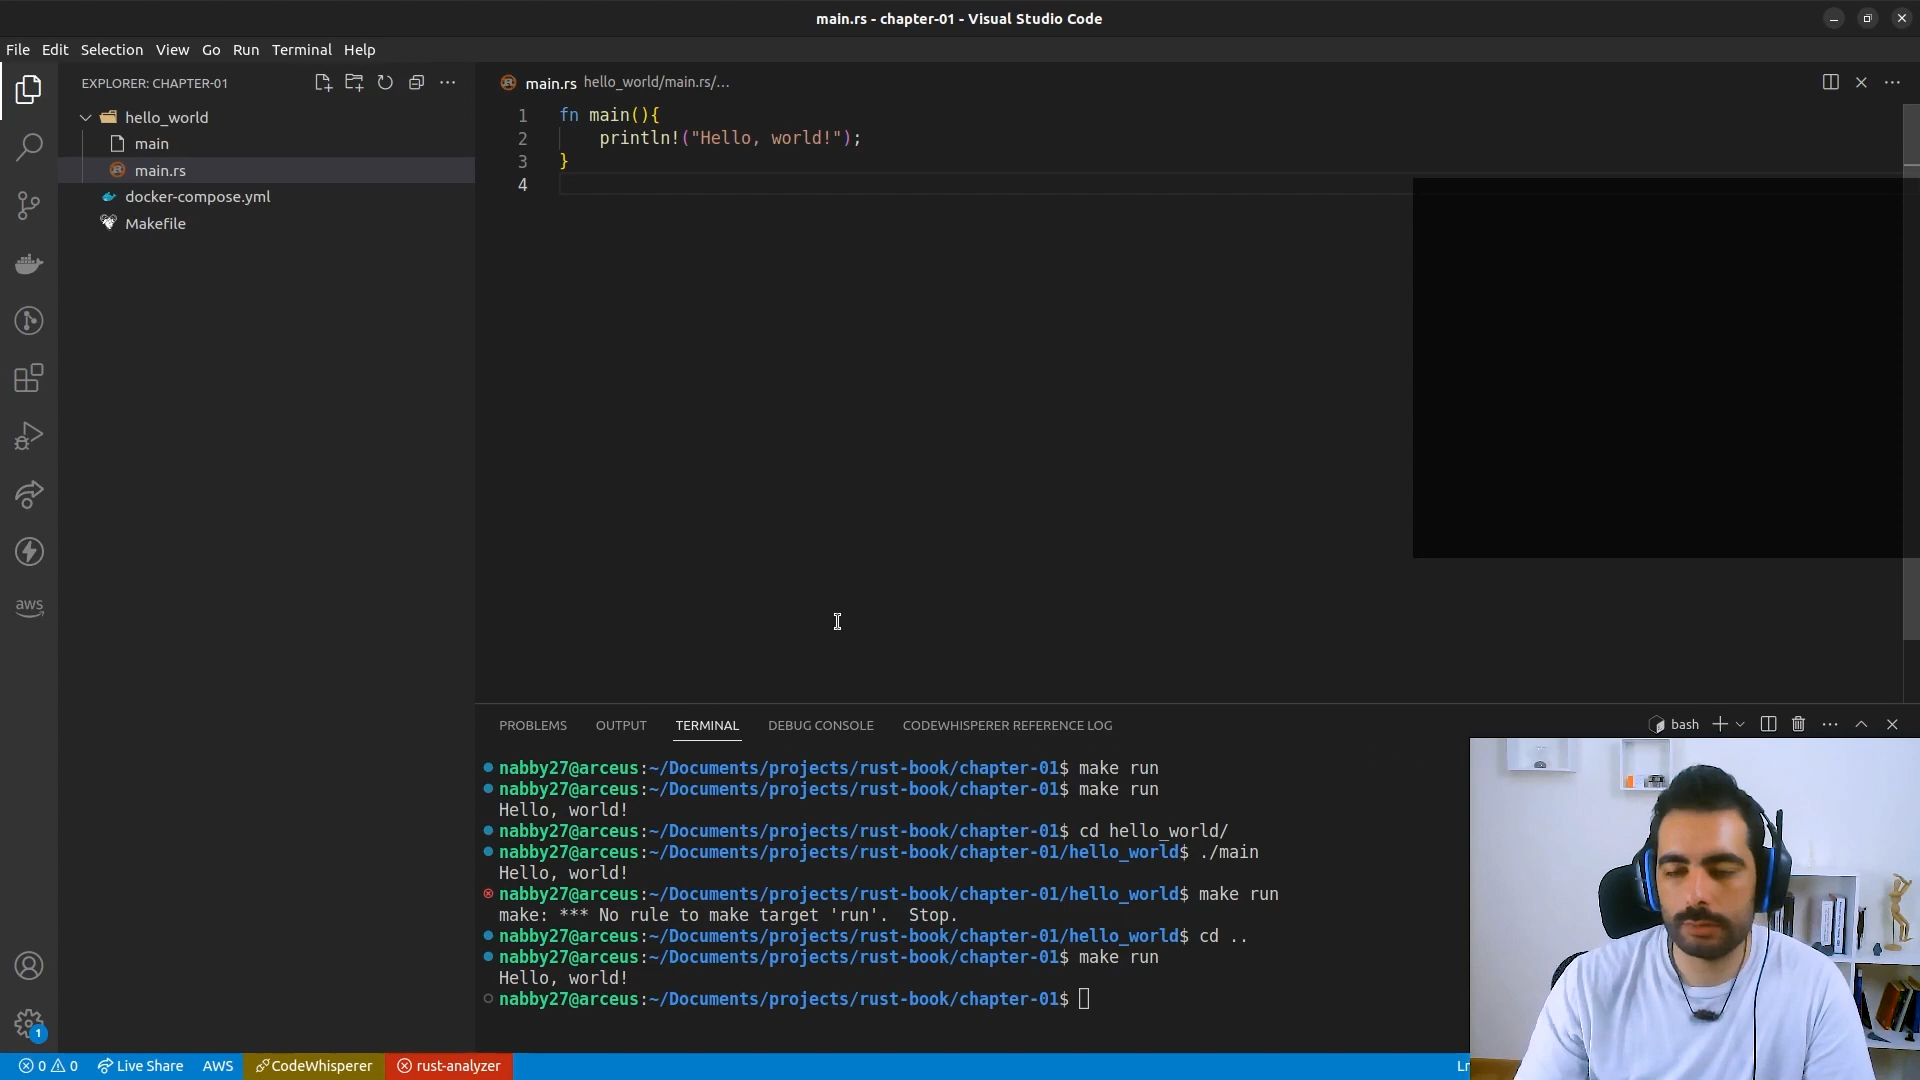 main.rs - chapter-01 - Visual Studio Code
File Edit Selection View Go Run Terminal Help
EXPLORER: CHAPTER-01
hello_world
main
main.rs
docker-compose.yml
Makefile
main.rs hello_world/main.rs/...
1 fn main(){
2 println!("Hello, world!");
3 }
4
PROBLEMS OUTPUT TERMINAL DEBUG CONSOLE CODEWHISPERER REFERENCE LOG
bash
nabby27@arceus:~/Documents/projects/rust-book/chapter-01$ make run
nabby27@arceus:~/Documents/projects/rust-book/chapter-01$ make run
Hello, world!
nabby27@arceus:~/Documents/projects/rust-book/chapter-01$ cd hello_world/
nabby27@arceus:~/Documents/projects/rust-book/chapter-01/hello_world$ ./main
Hello, world!
nabby27@arceus:~/Documents/projects/rust-book/chapter-01/hello_world$ make run
make: *** No rule to make target 'run'.  Stop.
nabby27@arceus:~/Documents/projects/rust-book/chapter-01/hello_world$ cd ..
nabby27@arceus:~/Documents/projects/rust-book/chapter-01$ make run
Hello, world!
nabby27@arceus:~/Documents/projects/rust-book/chapter-01$
aws
1
0 0 Live Share AWS CodeWhisperer rust-analyzer